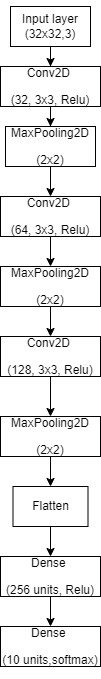 Input layer
(32x32,3)
Conv2D
(32, 3x3, Relu)
MaxPooling2D
(2x2)
Conv2D
(64, 3x3, Relu)
MaxPooling2D
(2x2)
Conv2D
(128, 3x3, Relu)
MaxPooling2D
(2x2)
Flatten
Dense
(256 units, Relu)
Dense
(10 units,softmax)